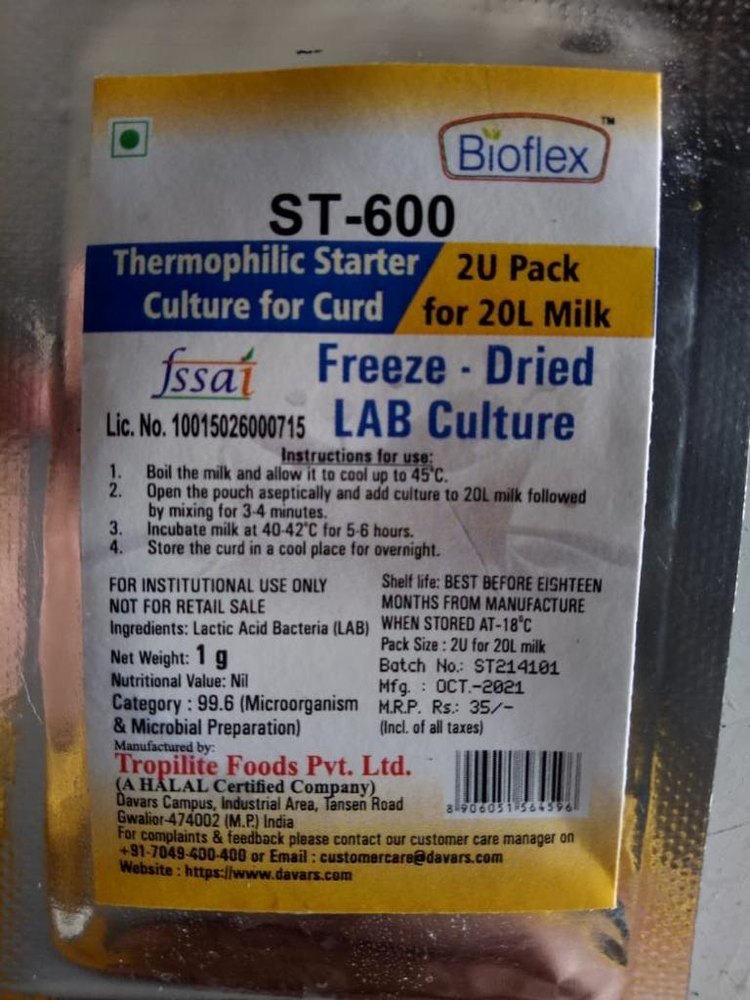 Bioflex™
ST-600
Thermophilic Starter
Culture for Curd
2U Pack
for 20L Milk
fssai
Lic. No. 10015026000715
Freeze - Dried
LAB Culture
Instructions for use:
1. Boil the milk and allow it to cool up to 45°C.
2. Open the pouch aseptically and add culture to 20L milk followed
by mixing for 3-4 minutes.
3. Incubate milk at 40-42°C for 5-6 hours.
4. Store the curd in a cool place for overnight.
FOR INSTITUTIONAL USE ONLY
NOT FOR RETAIL SALE
Ingredients: Lactic Acid Bacteria (LAB)
Net Weight: 1 g
Nutritional Value: Nil
Category : 99.6 (Microorganism
& Microbial Preparation)
Shelf life: BEST BEFORE EIGHTEEN
MONTHS FROM MANUFACTURE
WHEN STORED AT-18°C
Pack Size : 2U for 20L milk
Batch No.: ST214101
Mfg. : OCT.-2021
M.R.P. Rs.: 35/-
(Incl. of all taxes)
Manufactured by:
Tropilite Foods Pvt. Ltd.
(A HALAL Certified Company)
Davars Campus, Industrial Area, Tansen Road
Gwalior-474002 (M.P.) India
For complaints & feedback please contact our customer care manager on
+91-7049-400-400 or Email : customercare@davars.com
Website : https://www.davars.com
8 906051 564596